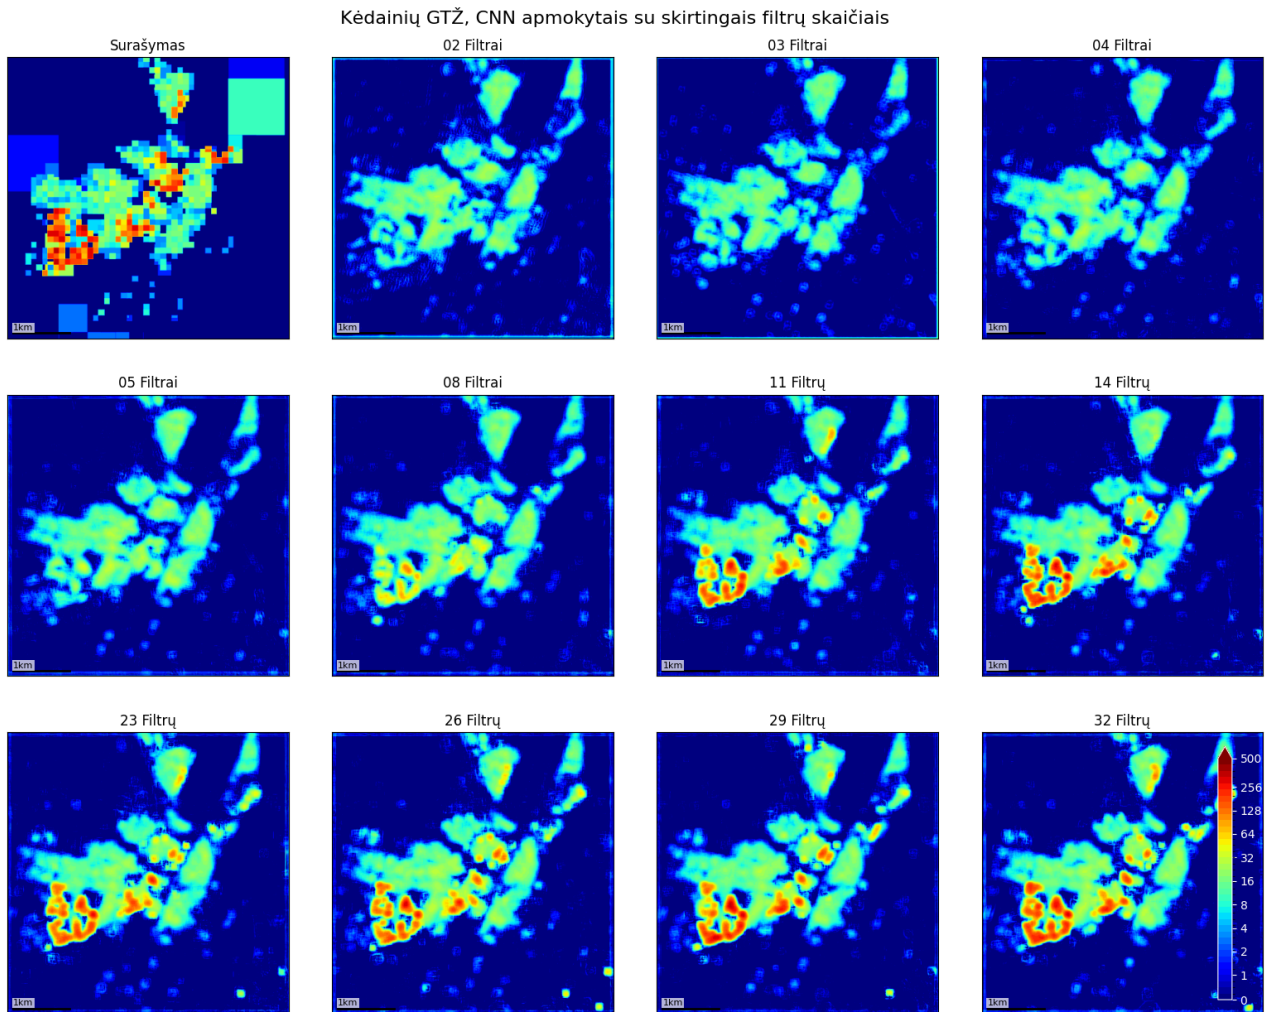 Kėdainių GTŽ, CNN apmokytais su skirtingais filtrų skaičiais
Surašymas
02 Filtrai
03 Filtrai
04 Filtrai
1km
1km
1km
1km
05 Filtrai
08 Filtrai
11 Filtrų
14 Filtrų
1km
1km
1km
1km
23 Filtrų
26 Filtrų
29 Filtrų
32 Filtrų
500
256
128
64
32
16
8
4
2
1
0
1km
1km
1km
1km